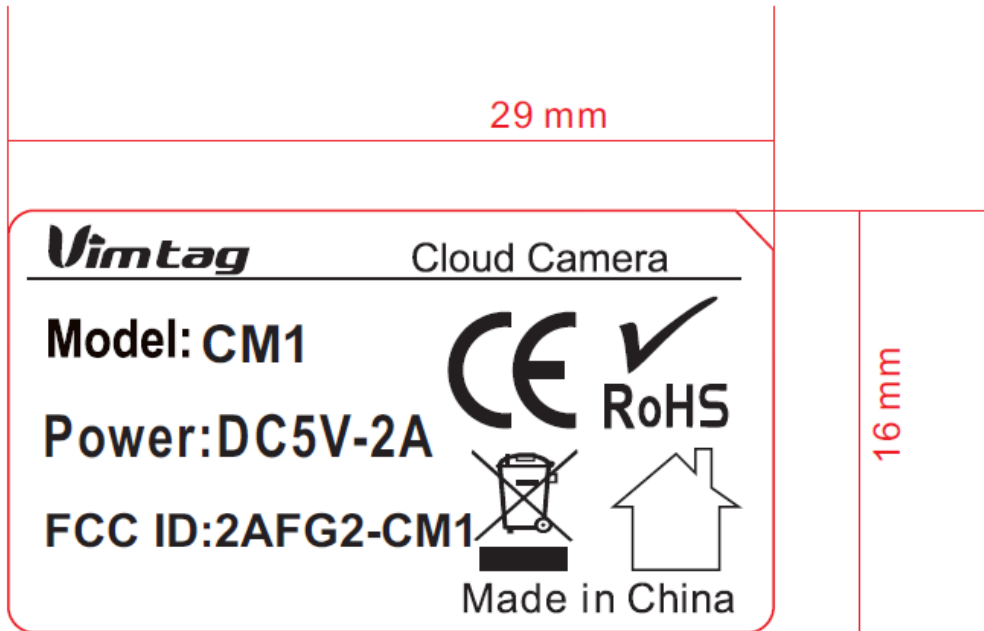 29 mm
Vimtag Cloud Camera
Model: CM1
CE RoHS
Power:DC5V-2A
16 mm
FCC ID:2AFG2-CM1
Made in China